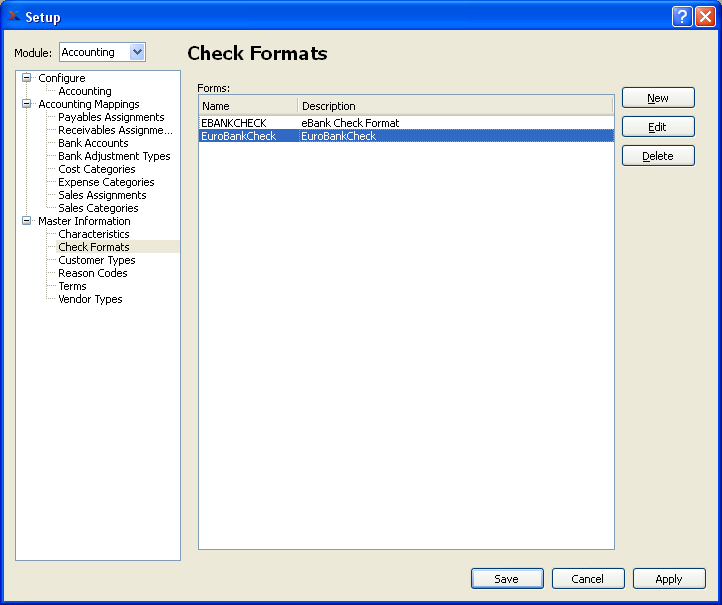 Setup
Module: Accounting
Check Formats
Configure
Accounting
Accounting Mappings
Payables Assignments
Receivables Assignme...
Bank Accounts
Bank Adjustment Types
Cost Categories
Expense Categories
Sales Assignments
Sales Categories
Master Information
Characteristics
Check Formats
Customer Types
Reason Codes
Terms
Vendor Types
Forms:
Name Description
EBANKCHECK eBank Check Format
EuroBankCheck EuroBankCheck
New
Edit
Delete
Save Cancel Apply